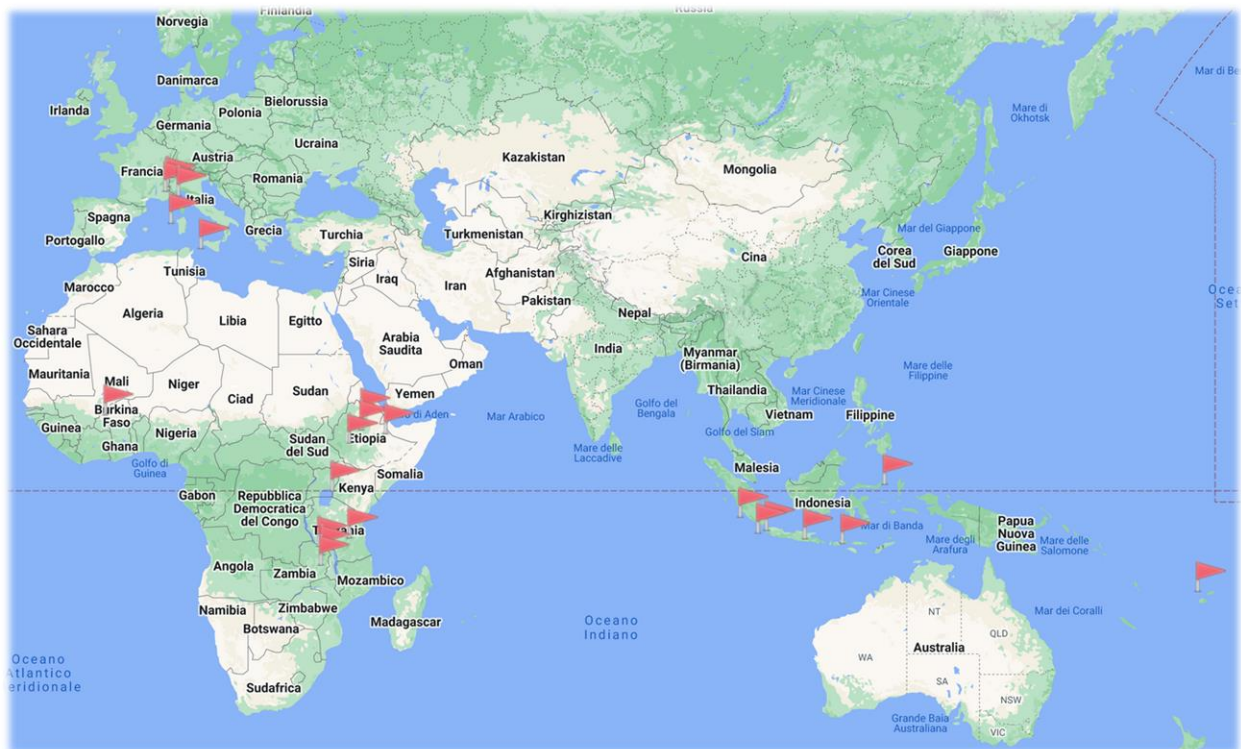 Finlandia
Russia
Norvegia
Danimarca
Mar di Be
Irlanda
Bielorussia
Polonia
Mare di
Okhotsk
Germania
Ucraina
Austria
Kazakistan
Mongolia
Francia
Romania
Italia
Spagna
Kirghizistan
Portogallo
Grecia
Turchia
Turkmenistan
Mar del Giappone
Corea
del Sud
Giappone
Cina
Tunisia
Siria
Afghanistan
Iraq
Iran
Marocco
Pakistan
Mar Cinese
Orientale
Algeria
Libia
Egitto
Nepal
Sahara
Occidentale
Arabia
Saudita
India
Myanmar
(Birmania)
Oman
Mare delle
Filippine
Mauritania
Mali
Niger
Sudan
Yemen
Thailandia
Mar Cinese
Meridionale
Ciad
Burkina
Faso
Mar Arabico
Golfo del
Bengala
di Aden
Vietnam
Filippine
Guinea
Nigeria
Ghana
Sudan
del Sud
Etiopia
Golfo del Siam
Mare delle
Laccadive
Golfo di
Guinea
Somalia
Malesia
Kenya
Gabon
Repubblica
Democratica
del Congo
Indonesia
Mar di Banda
Papua
Nuova
Guinea
Mare degli
Arafura
Mare delle
Salomone
Angola
Zambia
Mozambico
Namibia
Zimbabwe
Botswana
Madagascar
Oceano
Indiano
NT
Mar dei Coralli
QLD
Australia
WA
SA
Oceano
Atlantico
eridionale
Sudafrica
NSW
Grande Baia
Australiana
VIC